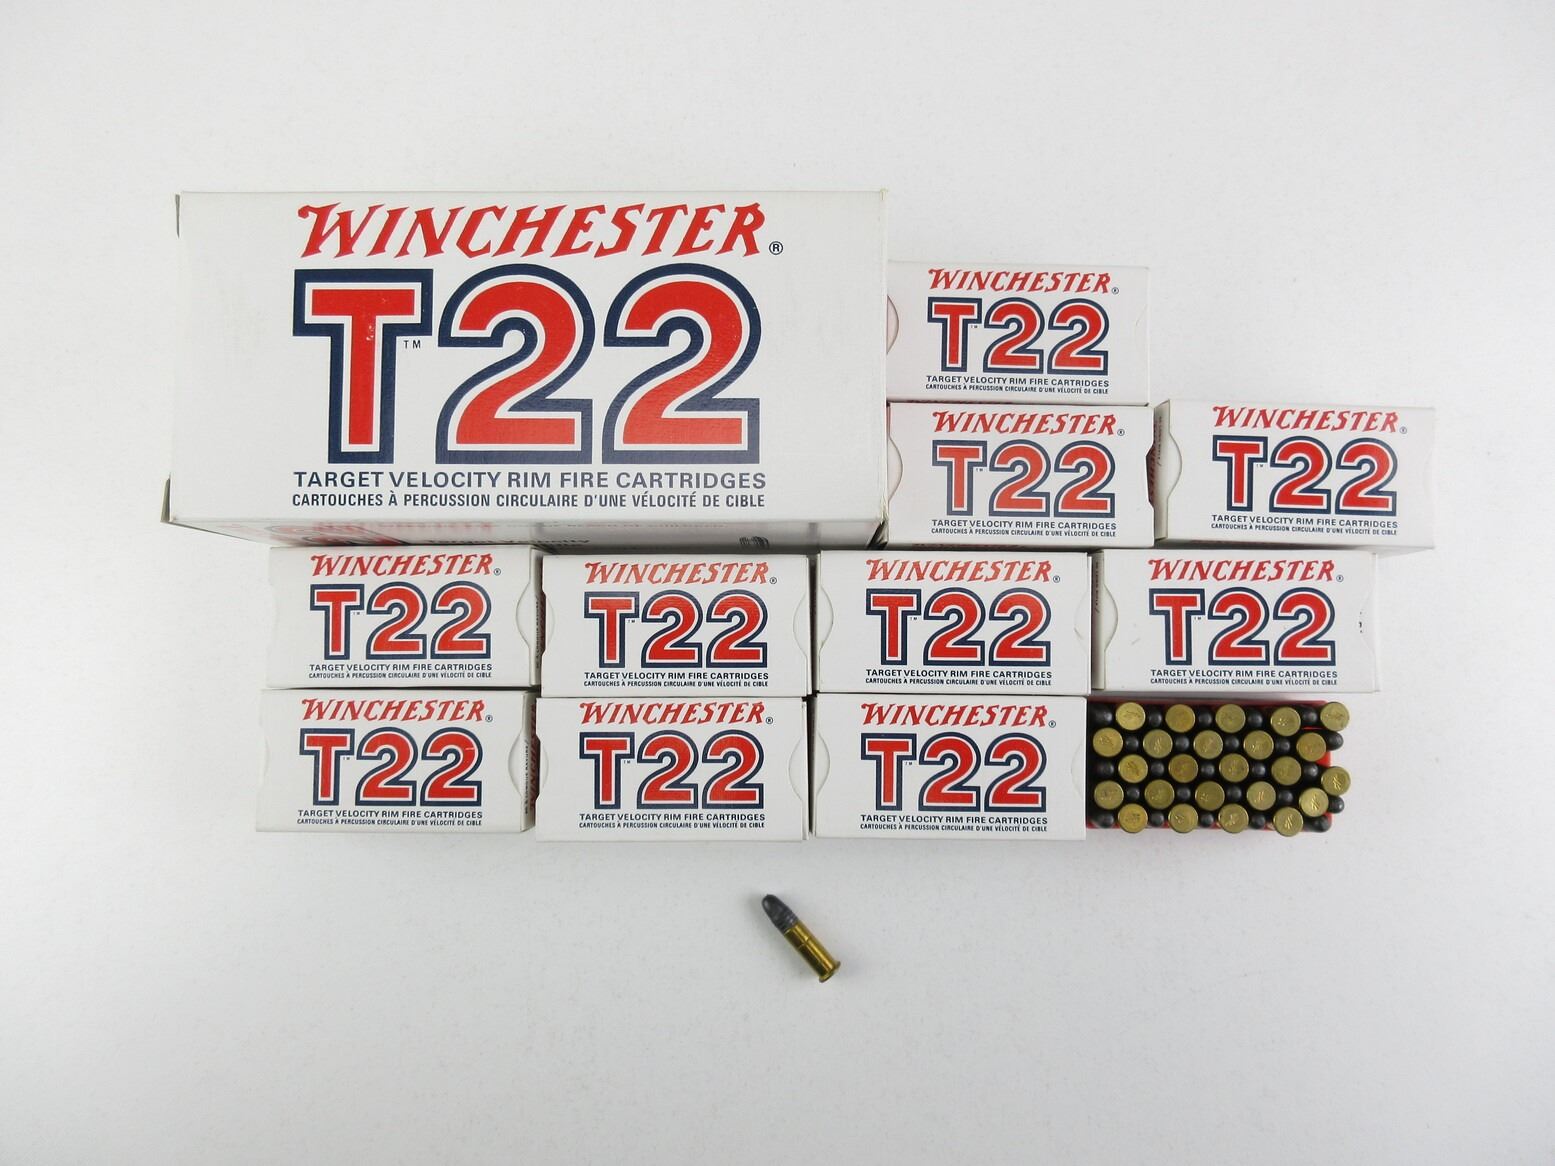 WINCHESTER®
T™22
TARGET VELOCITY RIM FIRE CARTRIDGES
CARTOUCHES À PERCUSSION CIRCULAIRE D'UNE VÉLOCITÉ DE CIBLE
Target Velocity
WINCHESTER®
T™22
TARGET VELOCITY RIM FIRE CARTRIDGES
CARTOUCHES À PERCUSSION CIRCULAIRE D'UNE VÉLOCITÉ DE CIBLE
WINCHESTER®
T™22
TARGET VELOCITY RIM FIRE CARTRIDGES
CARTOUCHES À PERCUSSION CIRCULAIRE D'UNE VÉLOCITÉ DE CIBLE
WINCHESTER®
T™22
TARGET VELOCITY RIM FIRE CARTRIDGES
CARTOUCHES À PERCUSSION CIRCULAIRE D'UNE VÉLOCITÉ DE CIBLE
WINCHESTER®
T™22
TARGET VELOCITY RIM FIRE CARTRIDGES
CARTOUCHES À PERCUSSION CIRCULAIRE D'UNE VÉLOCITÉ DE CIBLE
WINCHESTER®
T™22
TARGET VELOCITY RIM FIRE CARTRIDGES
CARTOUCHES À PERCUSSION CIRCULAIRE D'UNE VÉLOCITÉ DE CIBLE
WINCHESTER®
T™22
TARGET VELOCITY RIM FIRE CARTRIDGES
CARTOUCHES À PERCUSSION CIRCULAIRE D'UNE VÉLOCITÉ DE CIBLE
WINCHESTER®
T™22
TARGET VELOCITY RIM FIRE CARTRIDGES
CARTOUCHES À PERCUSSION CIRCULAIRE D'UNE VÉLOCITÉ DE CIBLE
WINCHESTER®
T™22
TARGET VELOCITY RIM FIRE CARTRIDGES
CARTOUCHES À PERCUSSION CIRCULAIRE D'UNE VÉLOCITÉ DE CIBLE
WINCHESTER®
T™22
TARGET VELOCITY RIM FIRE CARTRIDGES
CARTOUCHES À PERCUSSION CIRCULAIRE D'UNE VÉLOCITÉ DE CIBLE
WINCHESTER®
T™22
TARGET VELOCITY RIM FIRE CARTRIDGES
CARTOUCHES À PERCUSSION CIRCULAIRE D'UNE VÉLOCITÉ DE CIBLE